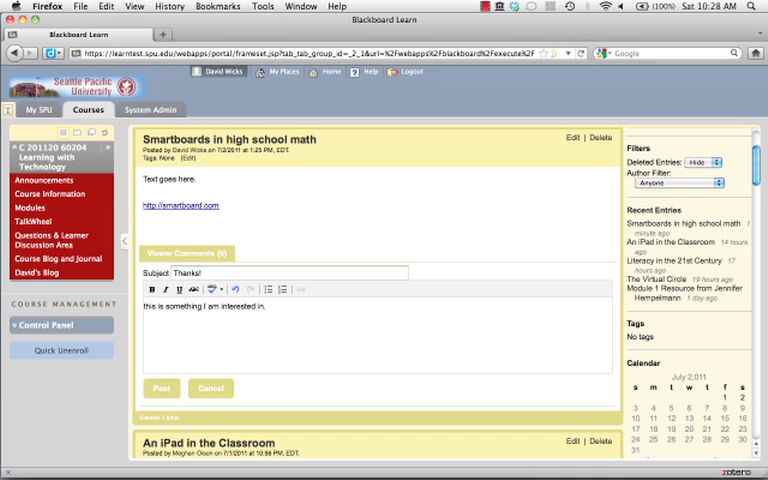 Firefox File Edit View History Bookmarks Tools Window Help
(100%) Sat 10:28 AM
Blackboard Learn
Blackboard Learn
https://learntest.spu.edu/webapps/portal/frameset.jsp?tab_tab_group_id=_2_1&url=%2Fwebapps%2Fblackboard%2Fexecute%2F
Google
David Wicks My Places Home Help Logout
Seattle Pacific
University
My SPU Courses System Admin
C 201120 60204
Learning with
Technology
Announcements
Course Information
Modules
TalkWheel
Questions & Learner
Discussion Area
Course Blog and Journal
David's Blog
COURSE MANAGEMENT
Control Panel
Quick Unenroll
Smartboards in high school math
Edit | Delete
Posted by David Wicks on 7/2/2011 at 1:25 PM, EDT.
Tags: None (Edit)
Text goes here.
http://smartboard.com
Viewer Comments (0)
Subject Thanks!
B I U ABC
this is something I am interested in.
Post Cancel
Viewed 1 time.
An iPad in the Classroom
Edit | Delete
Posted by Meghan Olson on 7/1/2011 at 10:56 PM, EDT.
Filters
Deleted Entries: Hide
Author Filter:
Anyone
Recent Entries
Smartboards in high school math 1
minute ago
An iPad in the Classroom 14 hours
ago
Literacy in the 21st Century 17
hours ago
The Virtual Circle 19 hours ago
Module 1 Resource from Jennifer
Hempelmann 1 day ago
Tags
No tags
Calendar
July 2,011
s m t w t f s
1 2
3 4 5 6 7 8 9
10 11 12 13 14 15 16
17 18 19 20 21 22 23
24 25 26 27 28 29 30
31
zotero